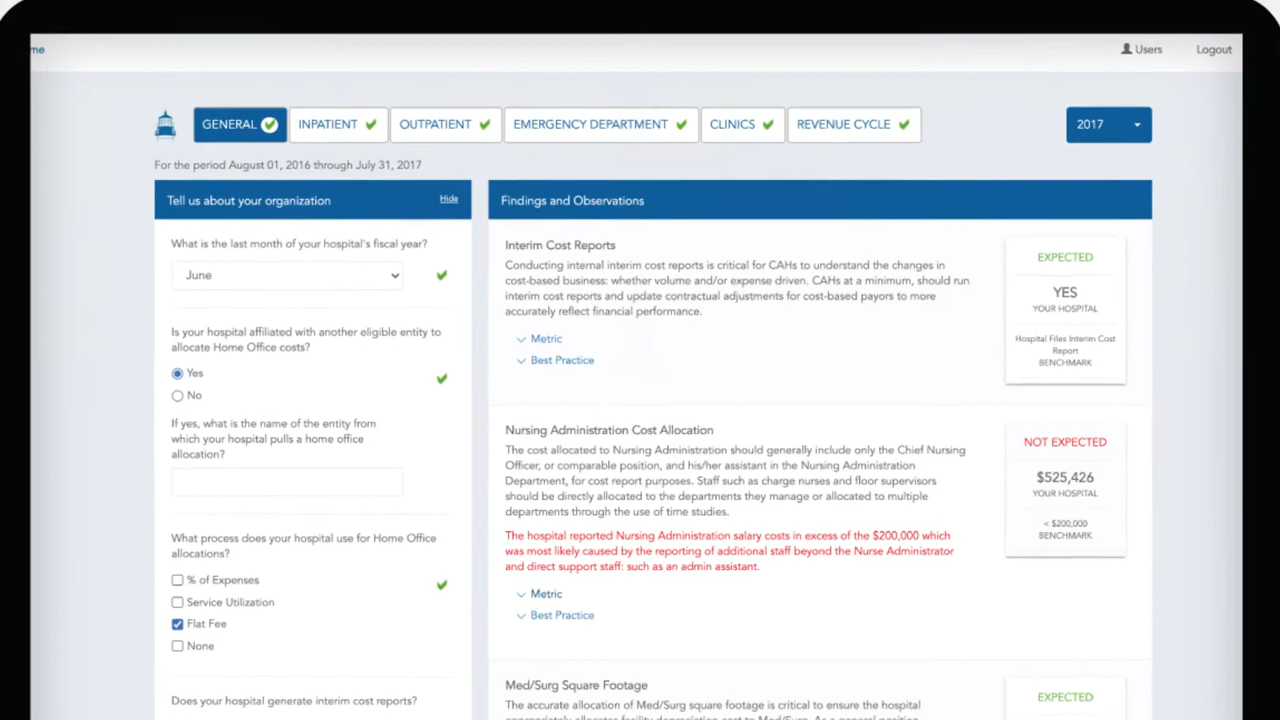 me
Users
Logout
GENERAL
INPATIENT
OUTPATIENT
EMERGENCY DEPARTMENT
CLINICS
REVENUE CYCLE
2017
For the period August 01, 2016 through July 31, 2017
Tell us about your organization
Hide
What is the last month of your hospital's fiscal year?
June
Is your hospital affiliated with another eligible entity to
allocate Home Office costs?
Yes
No
If yes, what is the name of the entity from
which your hospital pulls a home office
allocation?
What process does your hospital use for Home Office
allocations?
% of Expenses
Service Utilization
Flat Fee
None
Does your hospital generate interim cost reports?
Findings and Observations
Interim Cost Reports
Conducting internal interim cost reports is critical for CAHs to understand the changes in
cost-based business: whether volume and/or expense driven. CAHs at a minimum, should run
interim cost reports and update contractual adjustments for cost-based payors to more
accurately reflect financial performance.
Metric
Best Practice
EXPECTED
YES
YOUR HOSPITAL
Hospital Files Interim Cost
Report
BENCHMARK
Nursing Administration Cost Allocation
The cost allocated to Nursing Administration should generally include only the Chief Nursing
Officer, or comparable position, and his/her assistant in the Nursing Administration
Department, for cost report purposes. Staff such as charge nurses and floor supervisors
should be directly allocated to the departments they manage or allocated to multiple
departments through the use of time studies.
The hospital reported Nursing Administration salary costs in excess of the $200,000 which
was most likely caused by the reporting of additional staff beyond the Nurse Administrator
and direct support staff: such as an admin assistant.
Metric
Best Practice
NOT EXPECTED
$525,426
YOUR HOSPITAL
< $200,000
BENCHMARK
Med/Surg Square Footage
The accurate allocation of Med/Surg square footage is critical to ensure the hospital
appropriately allocates facility depreciation cost to Med/Surg. As a general position
EXPECTED